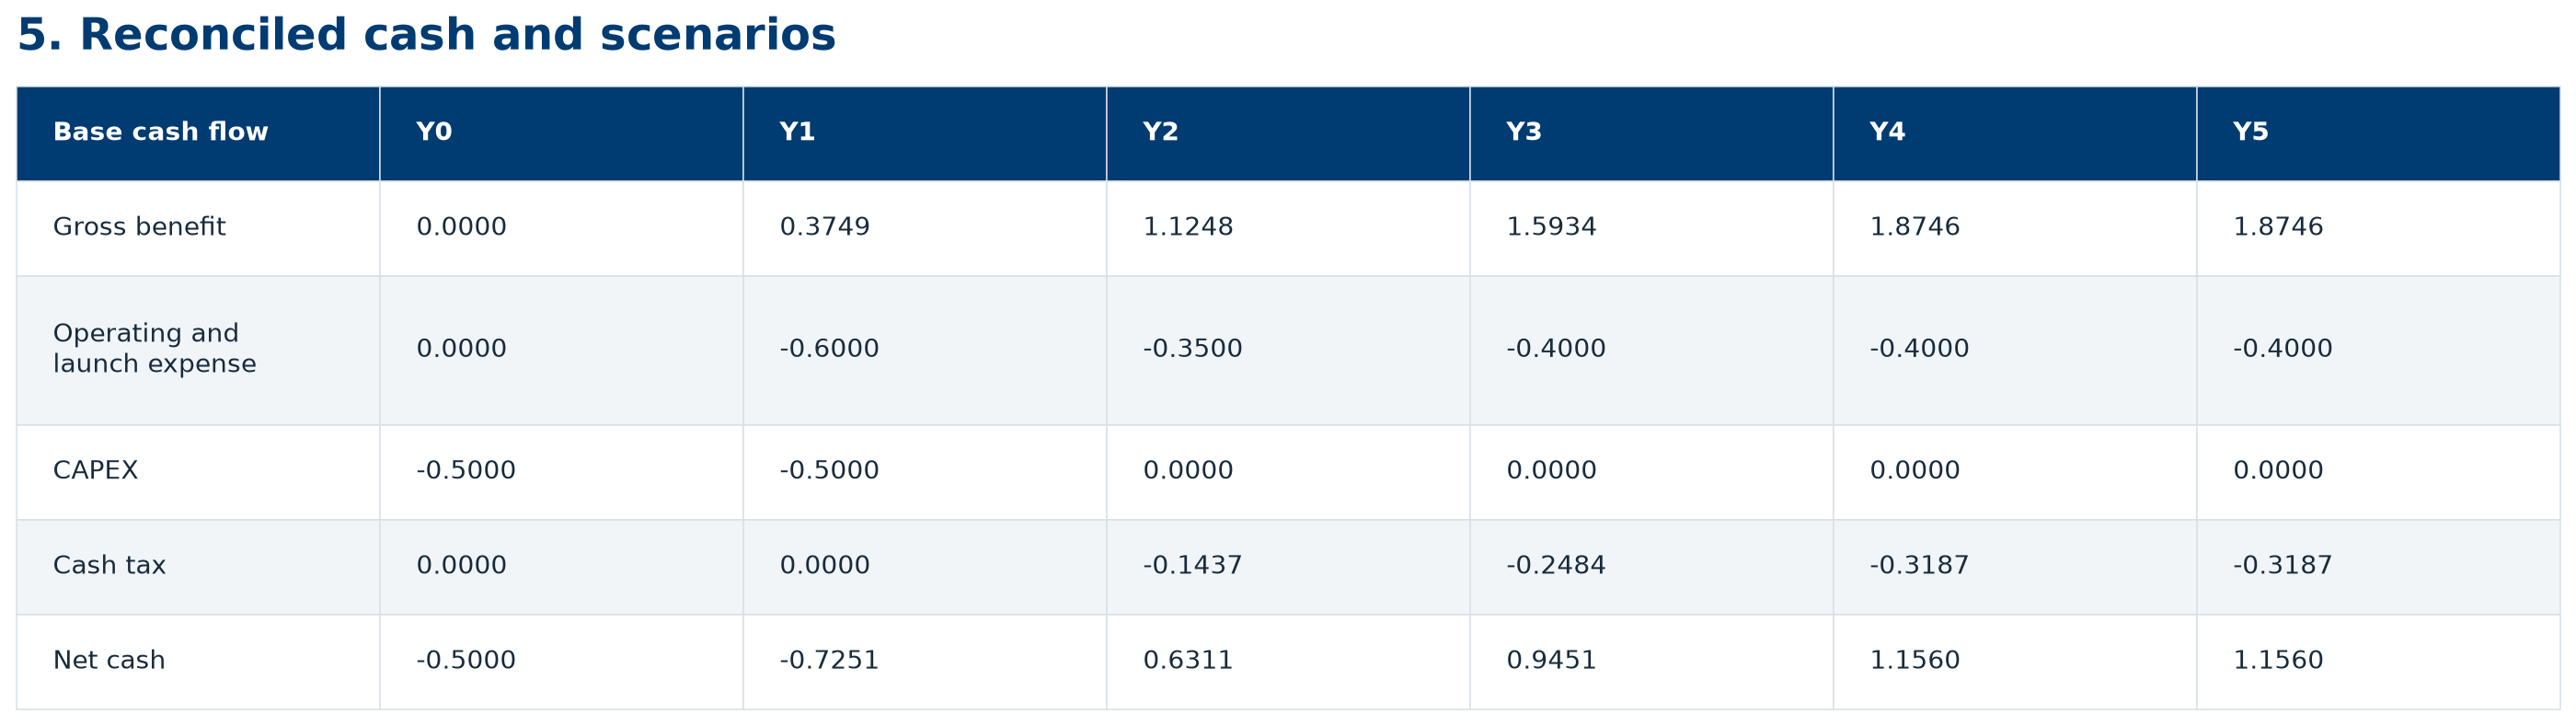 5. Reconciled cash and scenarios
Base cash flow Y0 Y1 Y2 Y3 Y4 Y5
Gross benefit 0.0000 0.3749 1.1248 1.5934 1.8746 1.8746
Operating and
launch expense 0.0000 -0.6000 -0.3500 -0.4000 -0.4000 -0.4000
CAPEX -0.5000 -0.5000 0.0000 0.0000 0.0000 0.0000
Cash tax 0.0000 0.0000 -0.1437 -0.2484 -0.3187 -0.3187
Net cash -0.5000 -0.7251 0.6311 0.9451 1.1560 1.1560